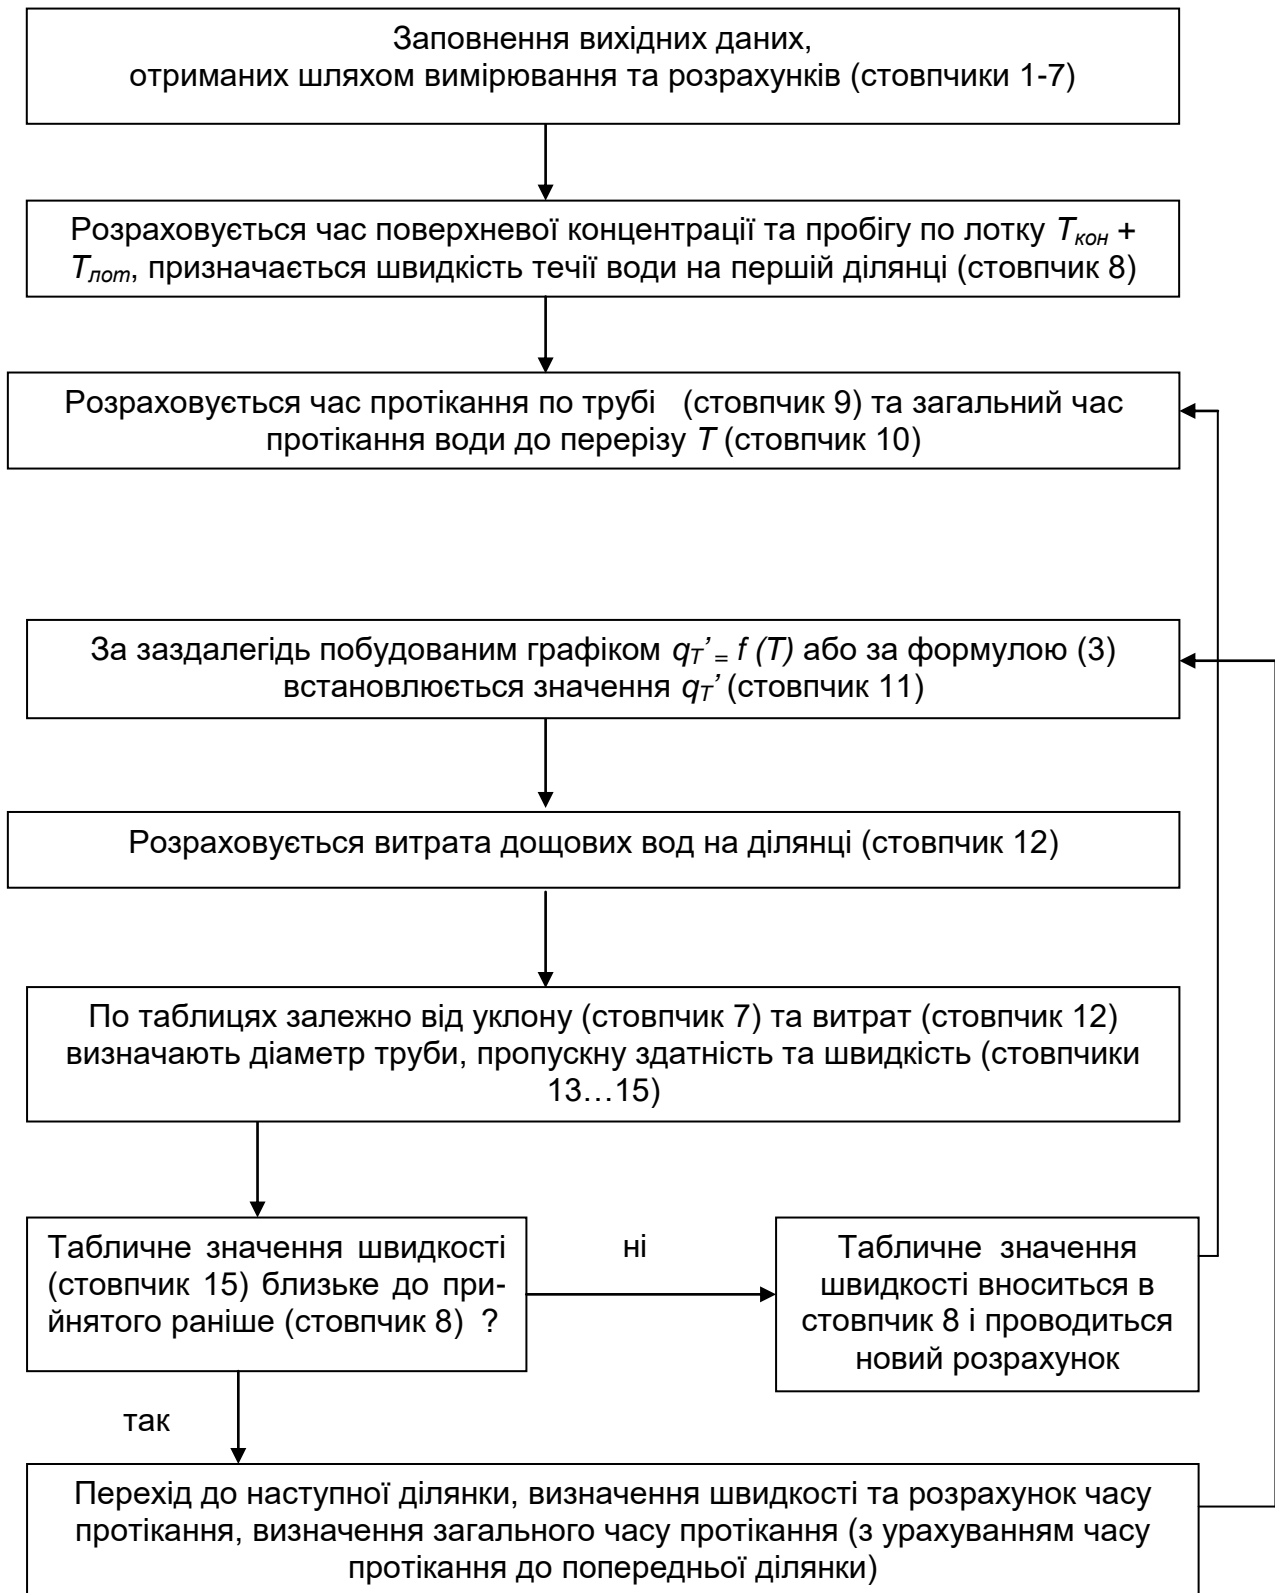 Заповнення вихідних даних,
отриманих шляхом вимірювання та розрахунків (стовпчики 1-7)
Розраховується час поверхневої концентрації та пробігу по лотку Tкон +
Tлот, призначається швидкість течії води на першій ділянці (стовпчик 8)
Розраховується час протікання по трубі (стовпчик 9) та загальний час
протікання води до перерізу T (стовпчик 10)
За заздалегідь побудованим графіком qT’ = f (T) або за формулою (3)
встановлюється значення qT’ (стовпчик 11)
Розраховується витрата дощових вод на ділянці (стовпчик 12)
По таблицях залежно від уклону (стовпчик 7) та витрат (стовпчик 12)
визначають діаметр труби, пропускну здатність та швидкість (стовпчики
13…15)
Табличне значення швидкості
(стовпчик 15) близьке до при-
йнятого раніше (стовпчик 8) ?
ні
Табличне значення
швидкості вноситься в
стовпчик 8 і проводиться
новий розрахунок
так
Перехід до наступної ділянки, визначення швидкості та розрахунок часу
протікання, визначення загального часу протікання (з урахуванням часу
протікання до попередньої ділянки)